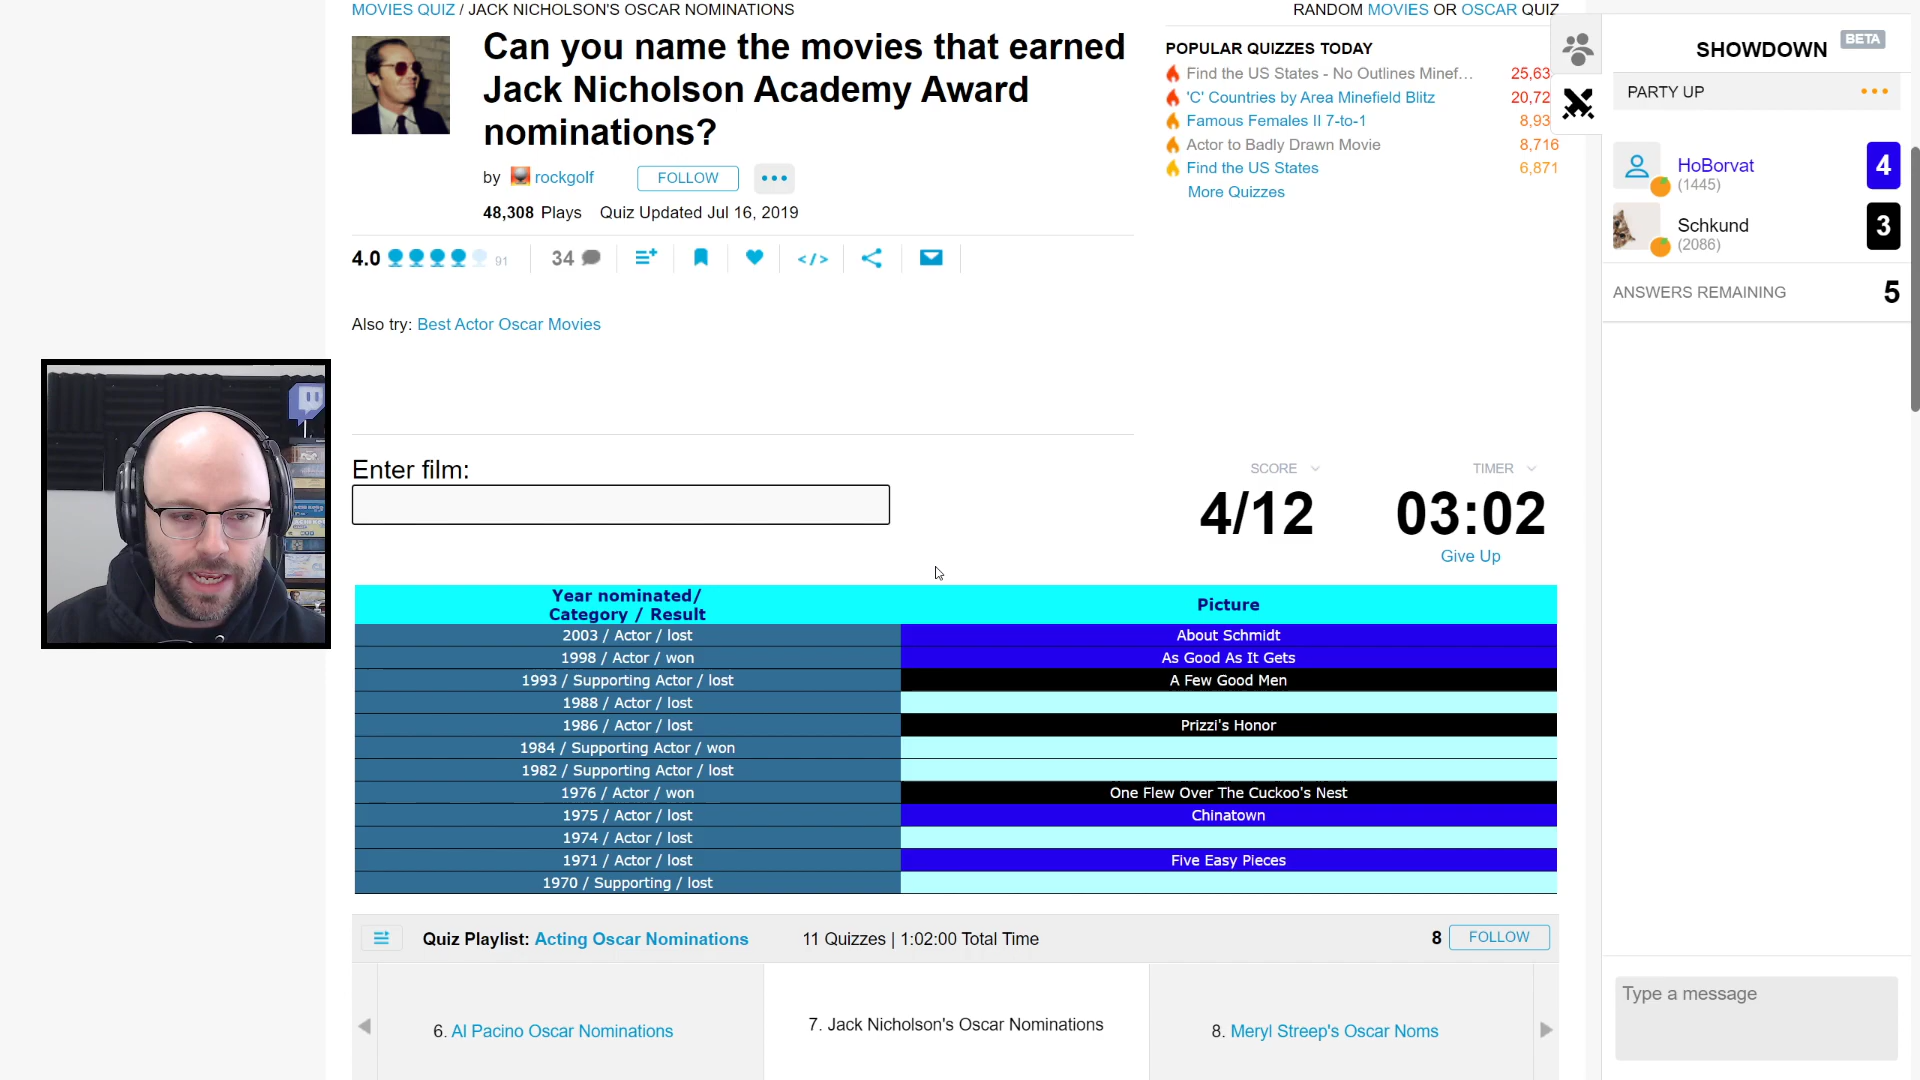 MOVIES QUIZ / JACK NICHOLSON'S OSCAR NOMINATIONS
RANDOM MOVIES OR OSCAR QUIZ
Can you name the movies that earned
Jack Nicholson Academy Award
nominations?
by rockgolf
FOLLOW
48,308 Plays Quiz Updated Jul 16, 2019
4.0
91
34
</>
Also try: Best Actor Oscar Movies
POPULAR QUIZZES TODAY
Find the US States - No Outlines Minef... 25,63
'C' Countries by Area Minefield Blitz 20,72
Famous Females II 7-to-1 8,93
Actor to Badly Drawn Movie 8,716
Find the US States 6,871
More Quizzes
SHOWDOWN BETA
PARTY UP
HoBorvat 4
(1445)
Schkund 3
(2086)
ANSWERS REMAINING 5
Enter film:
SCORE
4/12
TIMER
03:02
Give Up
Year nominated/
Category / Result
Picture
2003 / Actor / lost About Schmidt
1998 / Actor / won As Good As It Gets
1993 / Supporting Actor / lost A Few Good Men
1988 / Actor / lost
1986 / Actor / lost Prizzi's Honor
1984 / Supporting Actor / won
1982 / Supporting Actor / lost
1976 / Actor / won One Flew Over The Cuckoo's Nest
1975 / Actor / lost Chinatown
1974 / Actor / lost
1971 / Actor / lost Five Easy Pieces
1970 / Supporting / lost
Quiz Playlist: Acting Oscar Nominations 11 Quizzes | 1:02:00 Total Time 8 FOLLOW
6. Al Pacino Oscar Nominations
7. Jack Nicholson's Oscar Nominations
8. Meryl Streep's Oscar Noms
Type a message